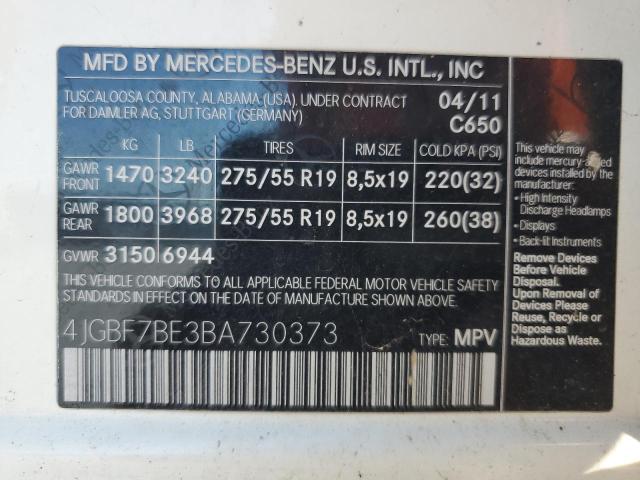 MFD BY MERCEDES-BENZ U.S. INTL., INC
TUSCALOOSA COUNTY, ALABAMA (USA). UNDER CONTRACT
FOR DAIMLER AG, STUTTGART (GERMANY)
04/11
C650
KG LB TIRES RIM SIZE COLD KPA (PSI)
GAWR FRONT 1470 3240 275/55 R19 8,5x19 220(32)
GAWR REAR 1800 3968 275/55 R19 8,5x19 260(38)
GVWR 3150 6944
THIS VEHICLE CONFORMS TO ALL APPLICABLE FEDERAL MOTOR VEHICLE SAFETY
STANDARDS IN EFFECT ON THE DATE OF MANUFACTURE SHOWN ABOVE.
4JGBF7BE3BA730373
TYPE: MPV
This vehicle may
include mercury-added
devices installed by the
manufacturer:
• High Intensity
Discharge Headlamps
• Displays
• Back-lit Instruments
Remove Devices
Before Vehicle
Disposal.
Upon Removal of
Devices Please
Reuse, Recycle or
Dispose as
Hazardous Waste.